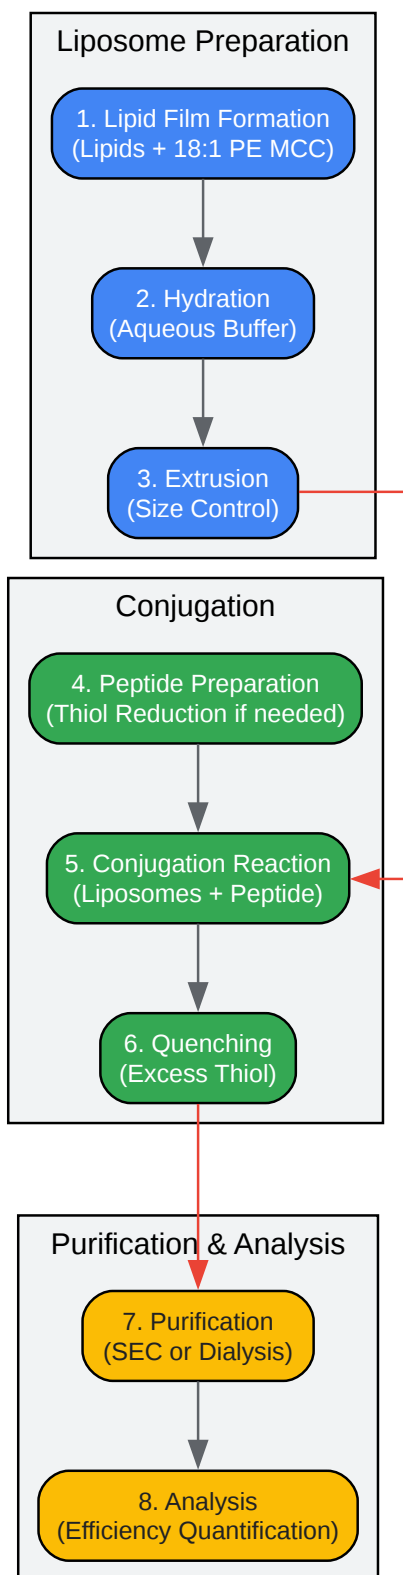 Liposome Preparation
1. Lipid Film Formation
(Lipids + 18:1 PE MCC)
2. Hydration
(Aqueous Buffer)
3. Extrusion
(Size Control)
Conjugation
4. Peptide Preparation
(Thiol Reduction if needed)
5. Conjugation Reaction
(Liposomes + Peptide)
6. Quenching
(Excess Thiol)
Purification & Analysis
7. Purification
(SEC or Dialysis)
8. Analysis
(Efficiency Quantification)